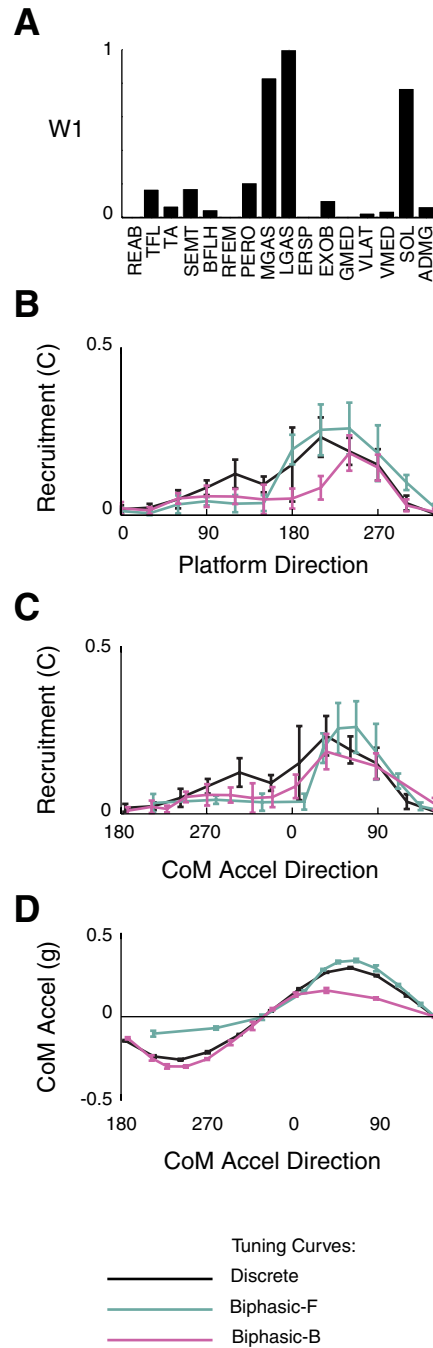 A
1
W1
0
REAB
TFL
TA
SEMT
BFLH
RFEM
PERO
MGAS
LGAS
ERSP
EXOB
GMED
VLAT
VMED
SOL
ADMG
B
0.5
Recruitment (C)
0
0 90 180 270
Platform Direction
C
0.5
Recruitment (C)
0
180 270 0 90
CoM Accel Direction
D
0.5
CoM Accel (g)
0
-0.5
180 270 0 90
CoM Accel Direction
Tuning Curves:
Discrete
Biphasic-F
Biphasic-B